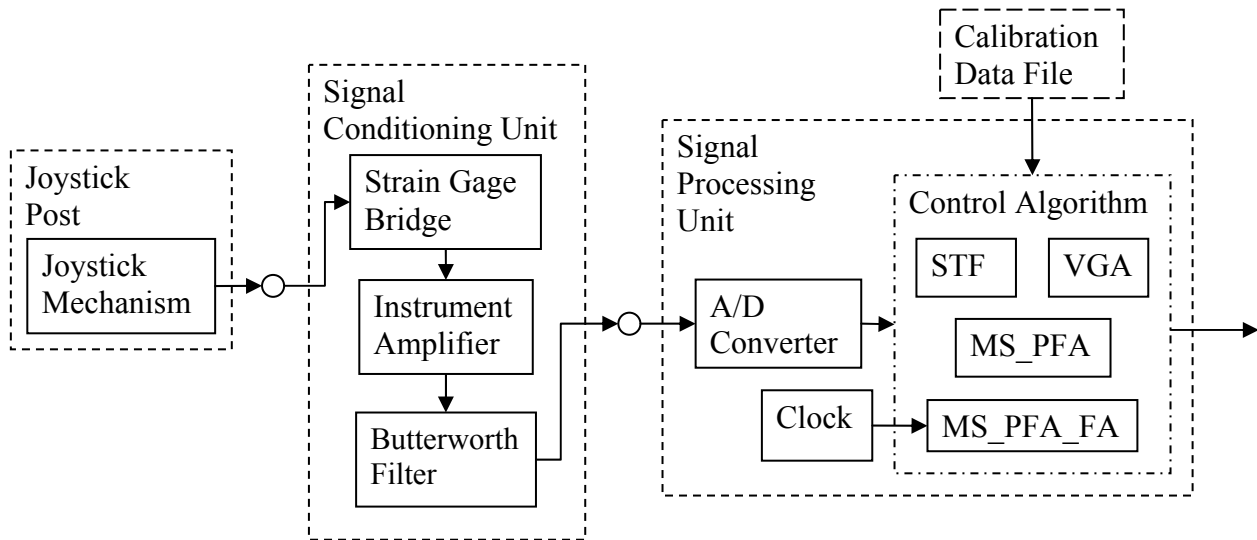 Joystick
Post
Joystick
Mechanism
Signal
Conditioning Unit
Strain Gage
Bridge
Instrument
Amplifier
Butterworth
Filter
Signal
Processing
Unit
A/D
Converter
Clock
Calibration
Data File
Control Algorithm
STF
VGA
MS_PFA
MS_PFA_FA